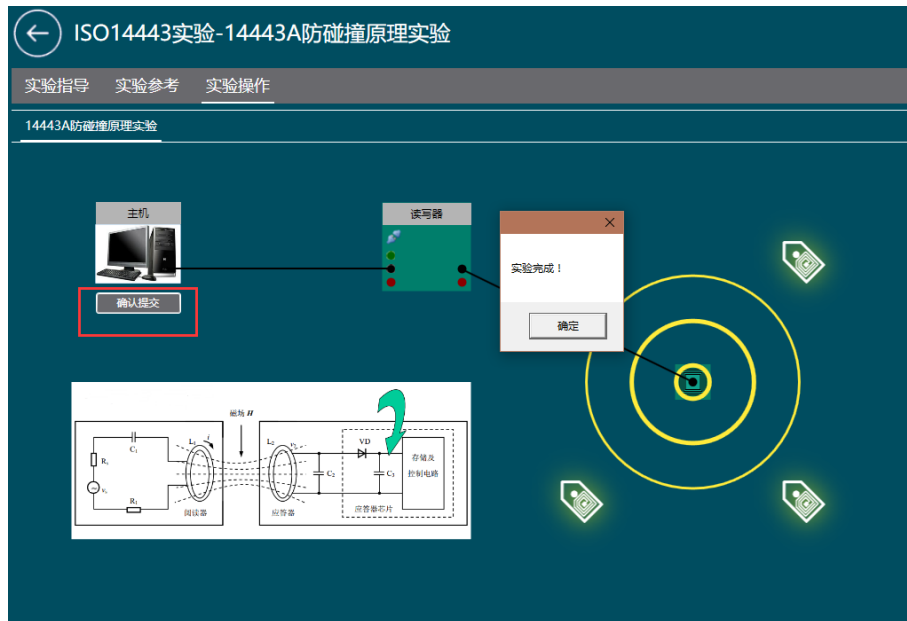 ISO14443实验-14443A防碰撞原理实验
实验指导 实验参考 实验操作
14443A防碰撞原理实验
主机
读写器
实验完成！
确定
确认提交
磁场 H
C1
L1
i
L2
VD
R
C2
C3
存储及
控制电路
R1
阅读器
应答器
应答器芯片